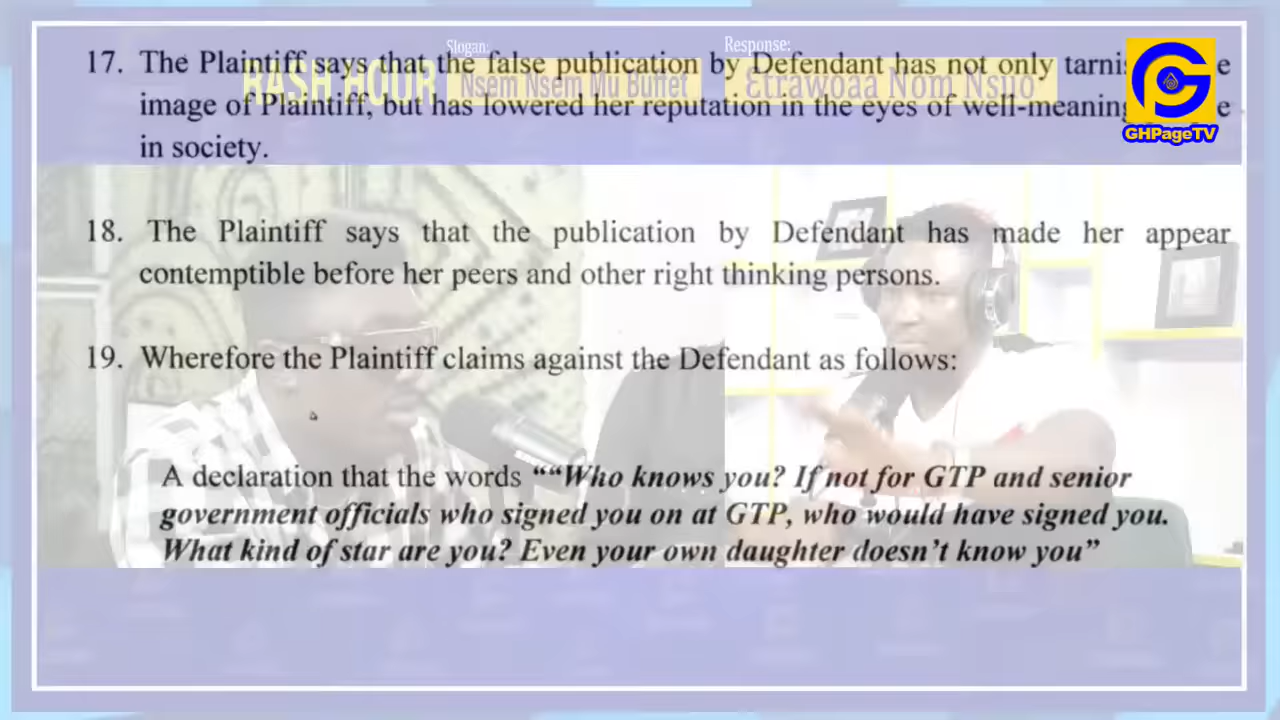 Slogan:
Response:
RASH HOUR
Nsem Nsem Mu Buffet
Etrawoaa Nom Nsuo
GHPageTV
17. The Plaintiff says that the false publication by Defendant has not only
image of Plaintiff, but has lowered her reputation in the eyes of well-meaning
in society.
18. The Plaintiff says that the publication by Defendant has made her appear
contemptible before her peers and other right thinking persons.
19. Wherefore the Plaintiff claims against the Defendant as follows:
A declaration that the words ““Who knows you? If not for GTP and senior
government officials who signed you on at GTP, who would have signed you.
What kind of star are you? Even your own daughter doesn’t know you”